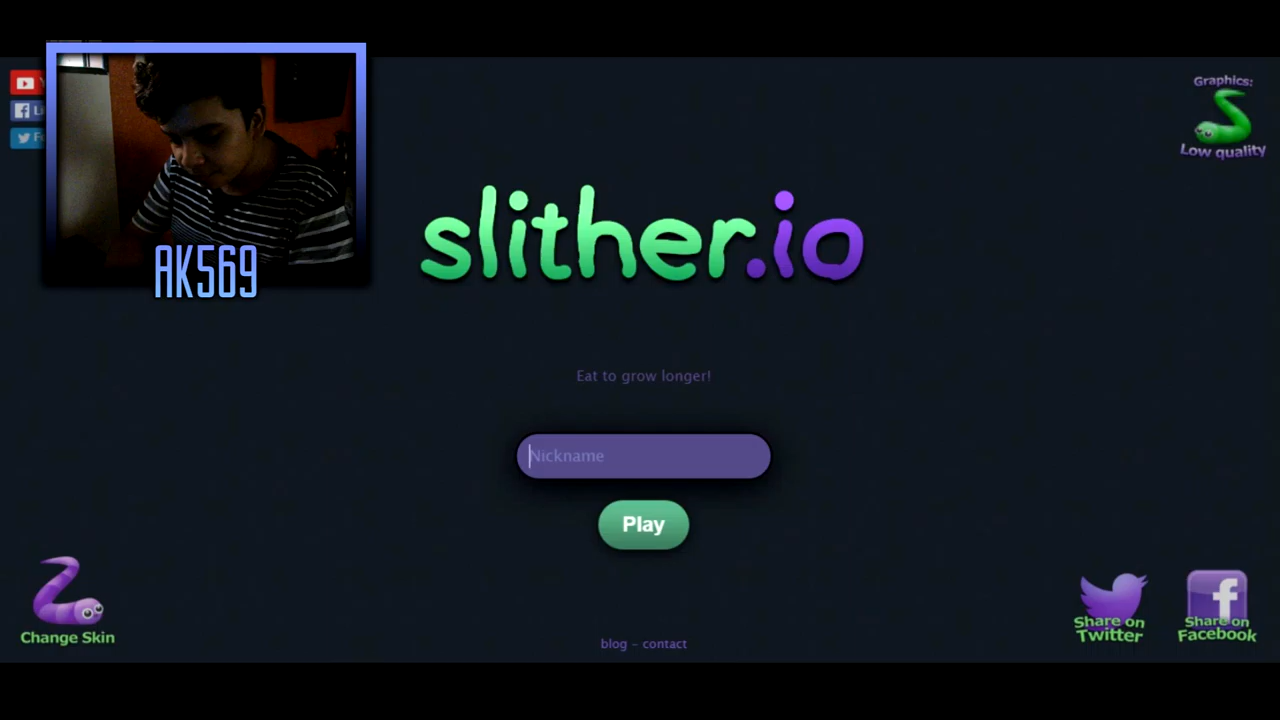 Graphics:
Low quality
AK569
slither.io
Eat to grow longer!
Nickname
Play
Change Skin
blog - contact
Share on
Twitter
Share on
Facebook